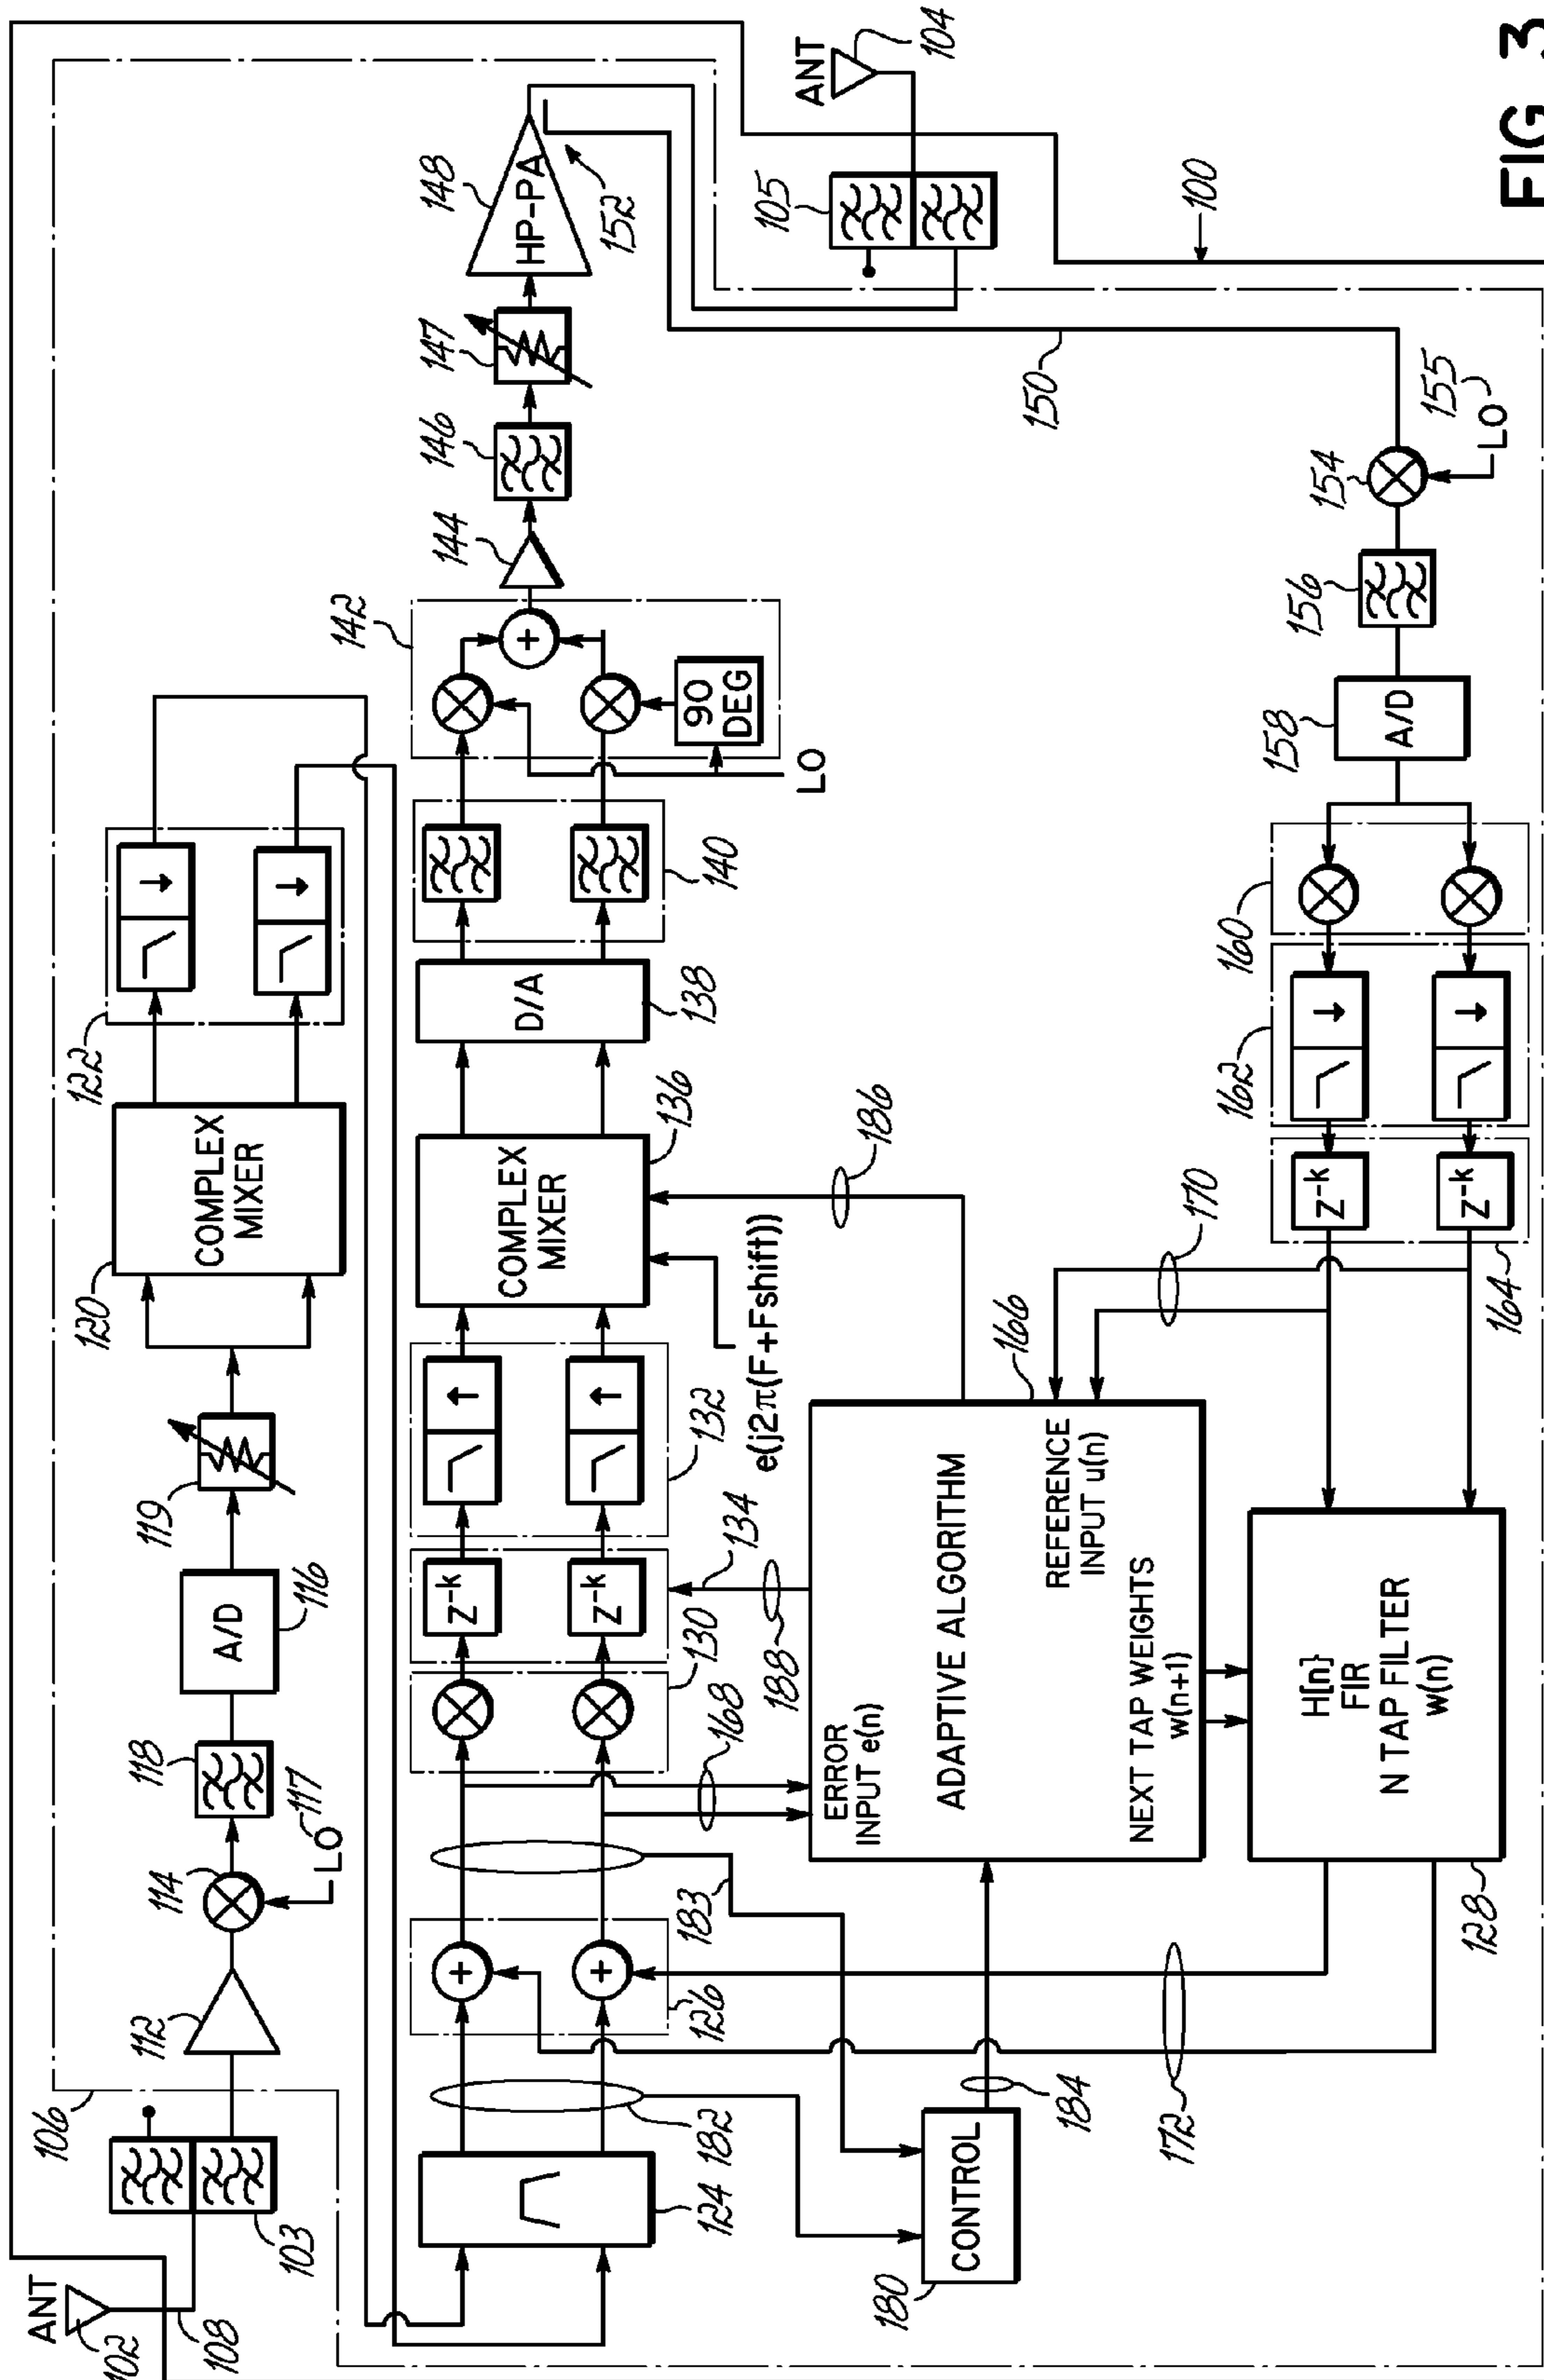 ANT
102
108
103
106
112
114
LO
117
118
A/D
116
119
120
COMPLEX
MIXER
122
124
182
126
183
168
130
Z⁻ᵏ
Z⁻ᵏ
134
188
132
COMPLEX
MIXER
136
e(j2π(F+Fshift))
186
D/A
138
140
142
90
DEG
LO
144
146
147
HP-PA
148
152
ANT
104
105
100
150
CONTROL
180
184
172
ERROR
INPUT e(n)
ADAPTIVE ALGORITHM
REFERENCE
INPUT u(n)
NEXT TAP WEIGHTS
w(n+1)
166
170
H[n]
FIR
N TAP FILTER
w(n)
128
Z⁻ᵏ
Z⁻ᵏ
164
162
160
A/D
158
156
154
LO
155
FIG 3